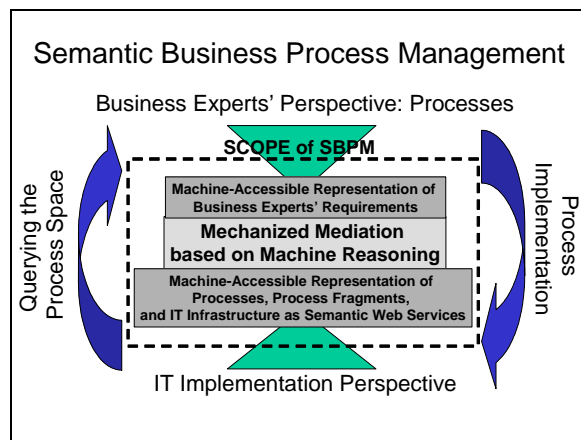 Semantic Business Process Management
Business Experts' Perspective: Processes
SCOPE of SBPM
Querying the
Process Space
Machine-Accessible Representation of
Business Experts' Requirements
Mechanized Mediation
based on Machine Reasoning
Machine-Accessible Representation of
Processes, Process Fragments,
and IT Infrastructure as Semantic Web Services
Process
Implementation
IT Implementation Perspective